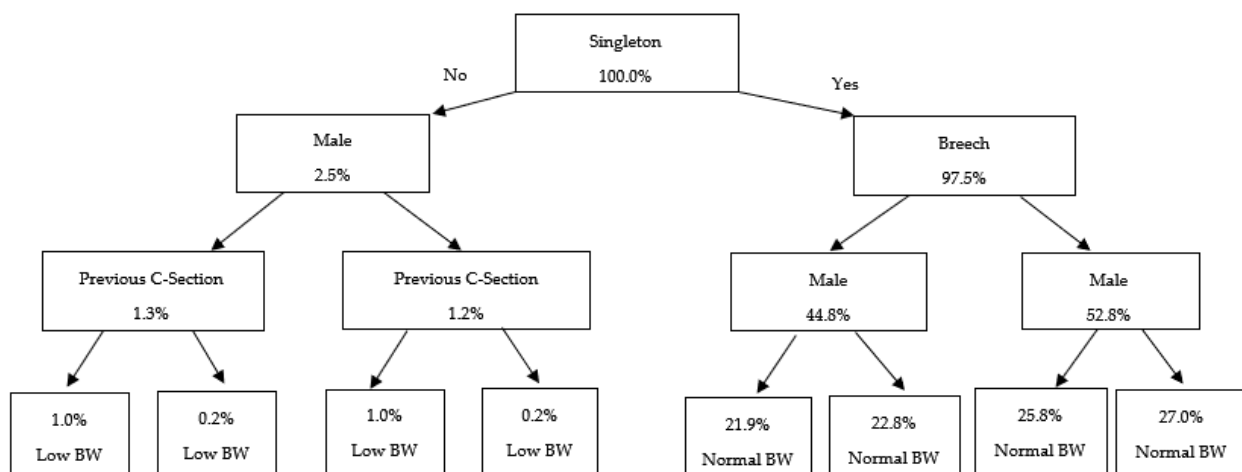 Singleton
100.0%
No
Yes
Male
2.5%
Breech
97.5%
Previous C-Section
1.3%
Previous C-Section
1.2%
Male
44.8%
Male
52.8%
1.0%
Low BW
0.2%
Low BW
1.0%
Low BW
0.2%
Low BW
21.9%
Normal BW
22.8%
Normal BW
25.8%
Normal BW
27.0%
Normal BW